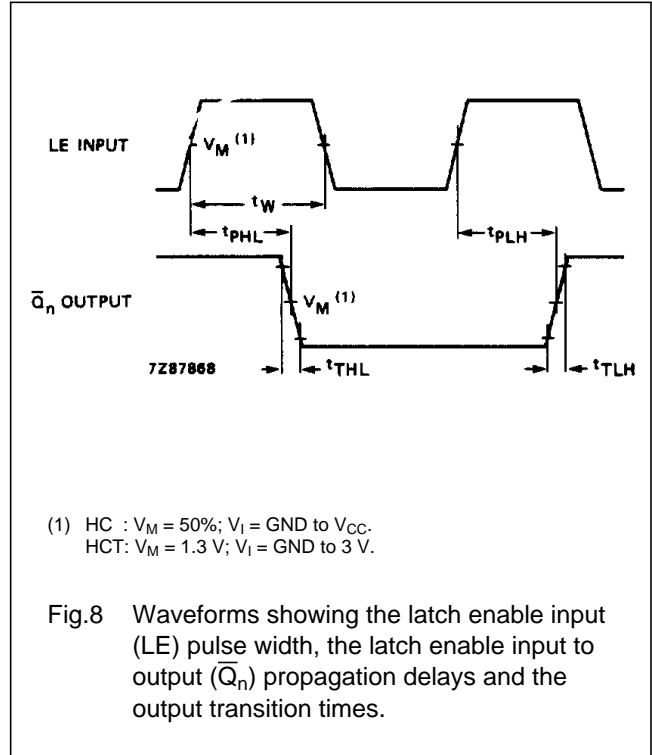 LE INPUT
V_M (1)
t_W
t_PHL
t_PLH
Q̅n OUTPUT
V_M (1)
7Z87868
t_THL
t_TLH
(1) HC : V_M = 50%; V_I = GND to V_CC.
HCT: V_M = 1.3 V; V_I = GND to 3 V.
Fig.8 Waveforms showing the latch enable input
(LE) pulse width, the latch enable input to
output (Q̅n) propagation delays and the
output transition times.